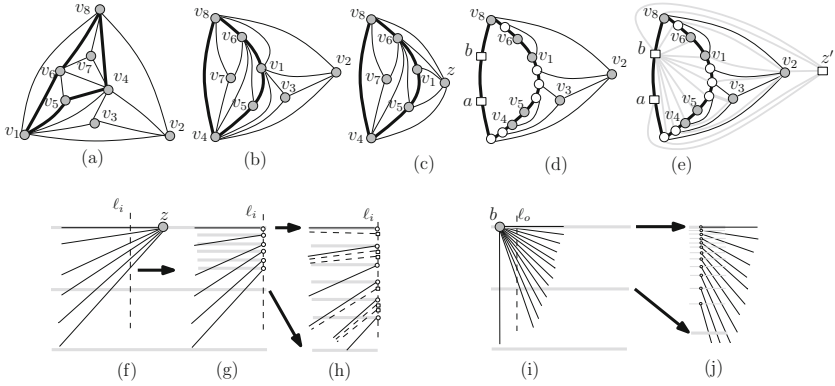 v8 v7 v6 v4 v5 v1 v3 v2
(a)
v8 v6 v1 v2 v7 v3 v5 v4
(b)
v8 v6 v1 z v7 v5 v4
(c)
v8 v6 b v1 v2 a v5 v3 v4
(d)
v8 v6 b v1 v2 z′ a v5 v3 v4
(e)
ℓi z
(f)
ℓi
(g)
ℓi
(h)
b ℓo
(i)
(j)